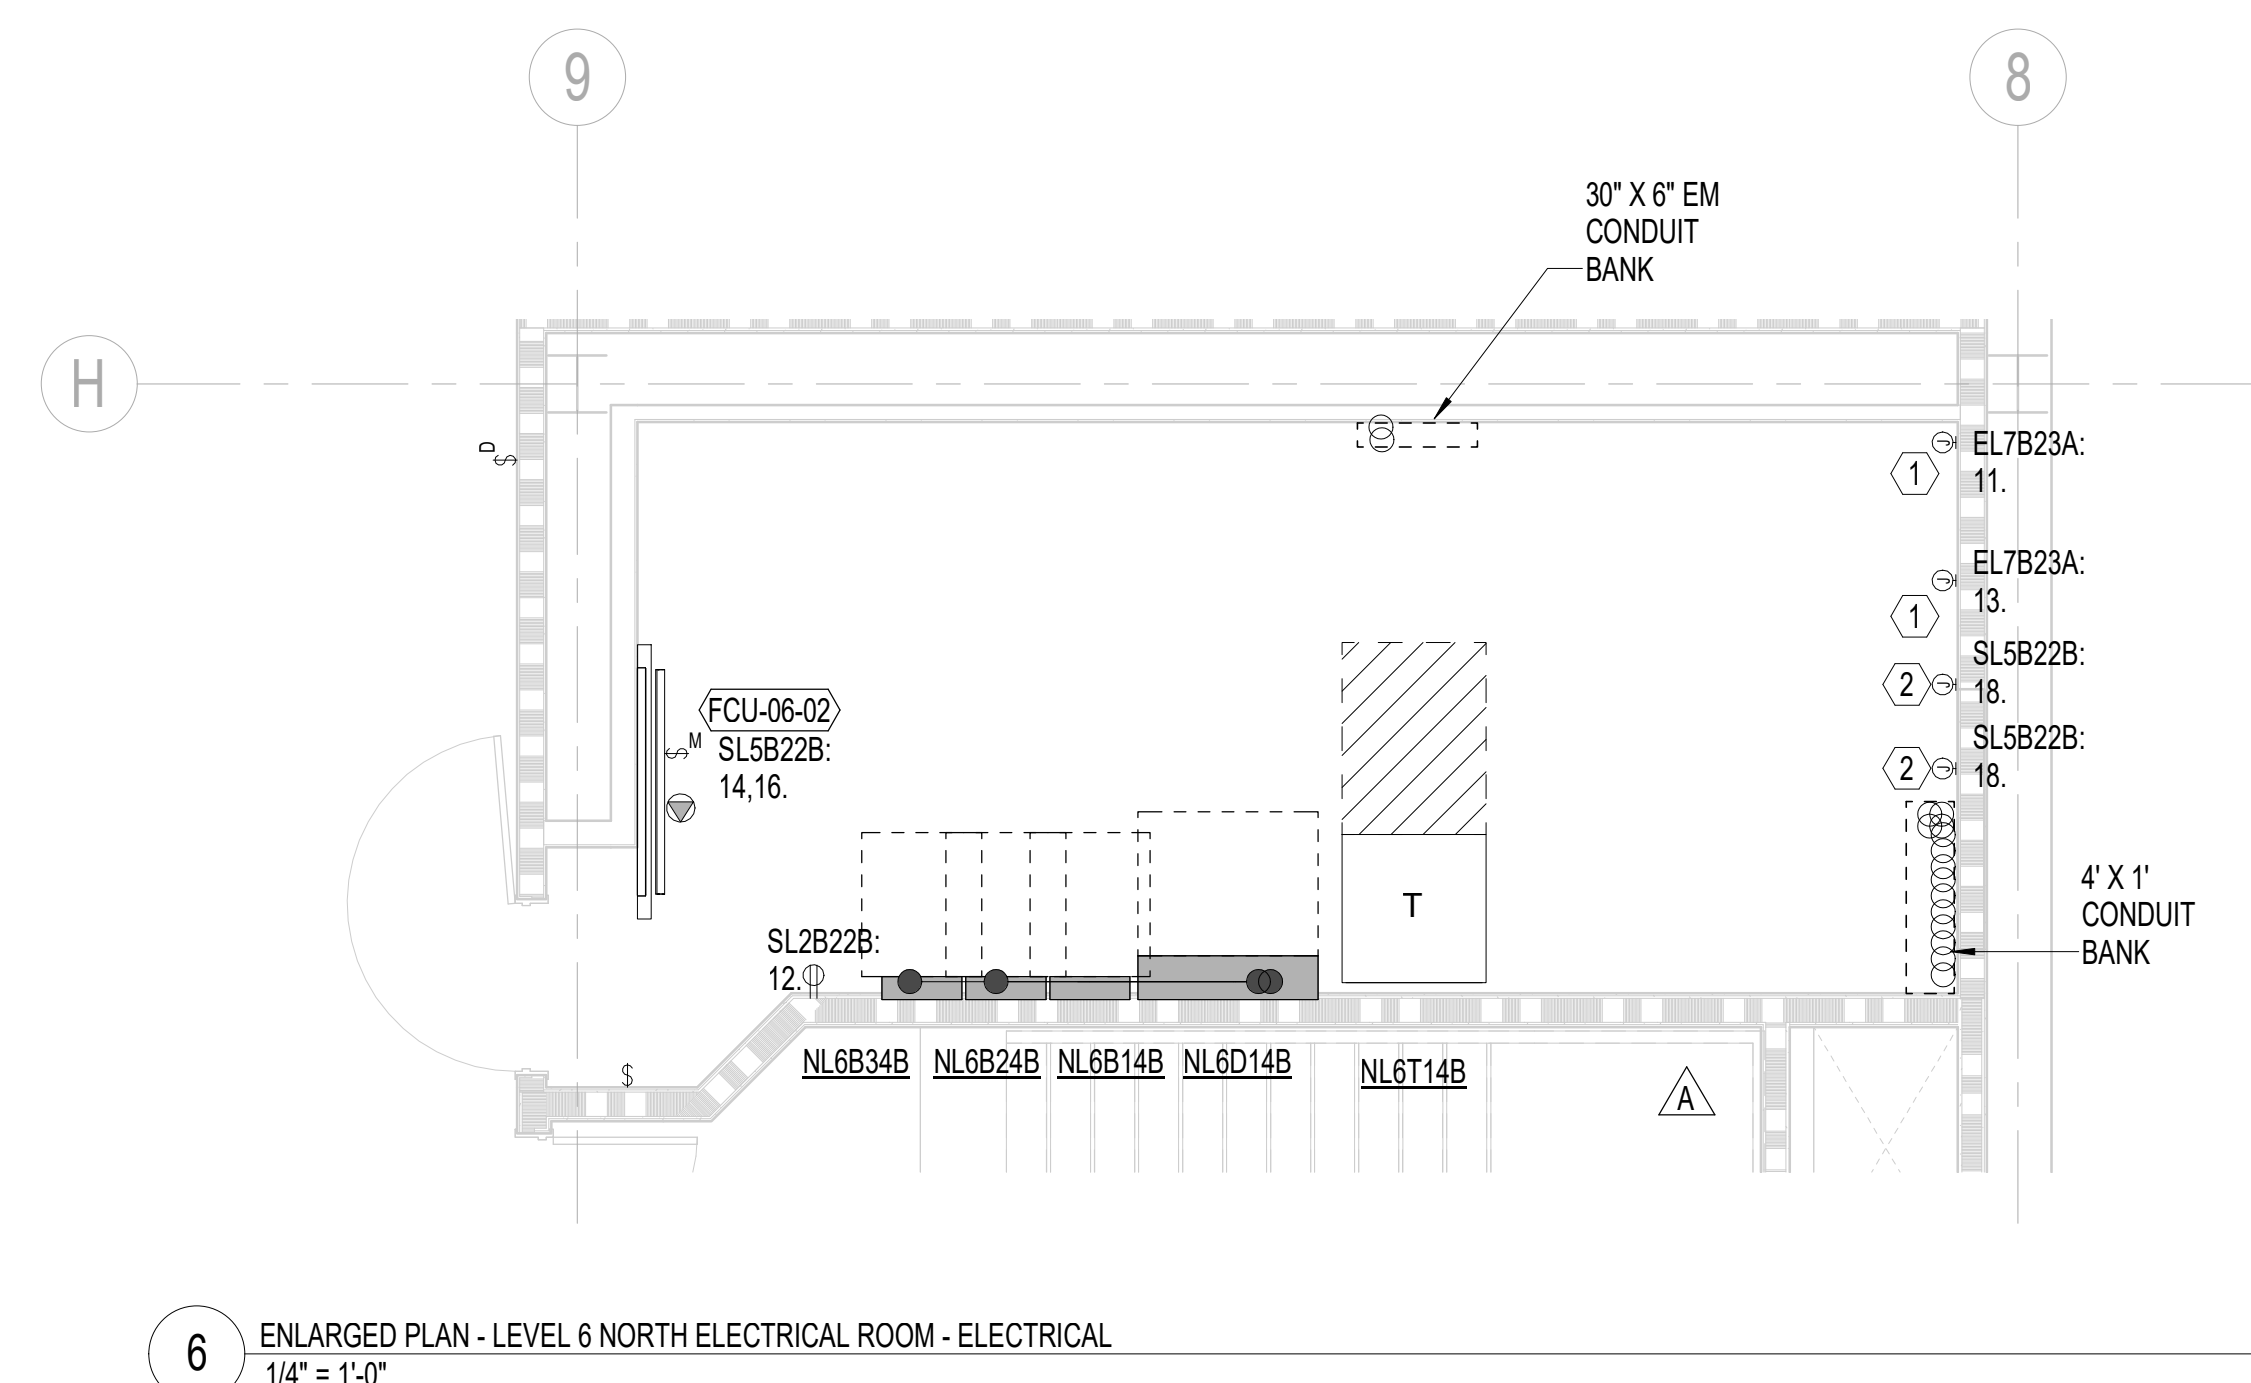 9
8
30" X 6" EM
CONDUIT
BANK
H
D
$
J
EL7B23A:
11.
1
J
EL7B23A:
13.
1
SL5B22B:
2
J
18.
FCU-06-02
$
M
SL5B22B:
14,16.
SL5B22B:
2
J
18.
T
4' X 1'
CONDUIT
BANK
SL2B22B:
12.
NL6B34B
NL6B24B
NL6B14B
NL6D14B
NL6T14B
$
A
6
ENLARGED PLAN - LEVEL 6 NORTH ELECTRICAL ROOM - ELECTRICAL
1/4" = 1'-0"